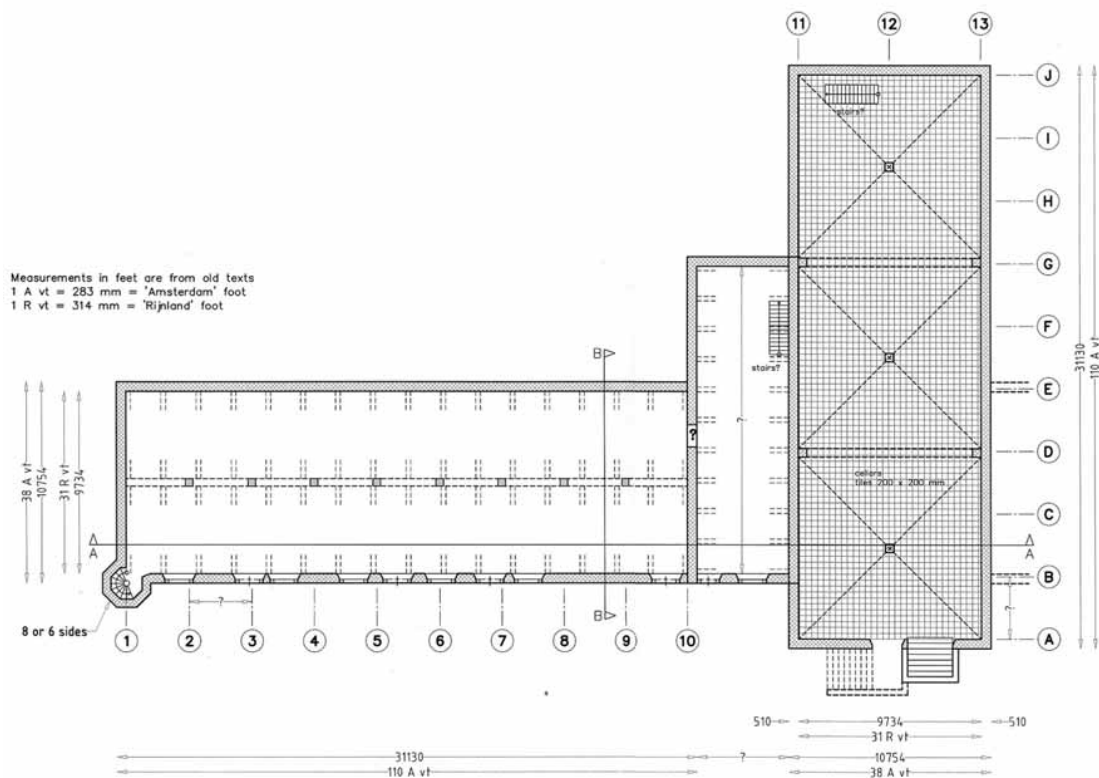 11 12 13
J
stairs?
I
H
Measurements in feet are from old texts
1 A vt = 283 mm = 'Amsterdam' foot
1 R vt = 314 mm = 'Rijnland' foot
G
F
31130
110 A vt
B
stairs?
?
E
?
38 A vt
10754
31 R vt
9734
D
cellars
tiles 200 x 200 mm
C
A
A
B
?
?
8 or 6 sides
B
1 2 3 4 5 6 7 8 9 10
A
510 9734 510
31 R vt
31130 ? 10754
110 A vt 38 A vt